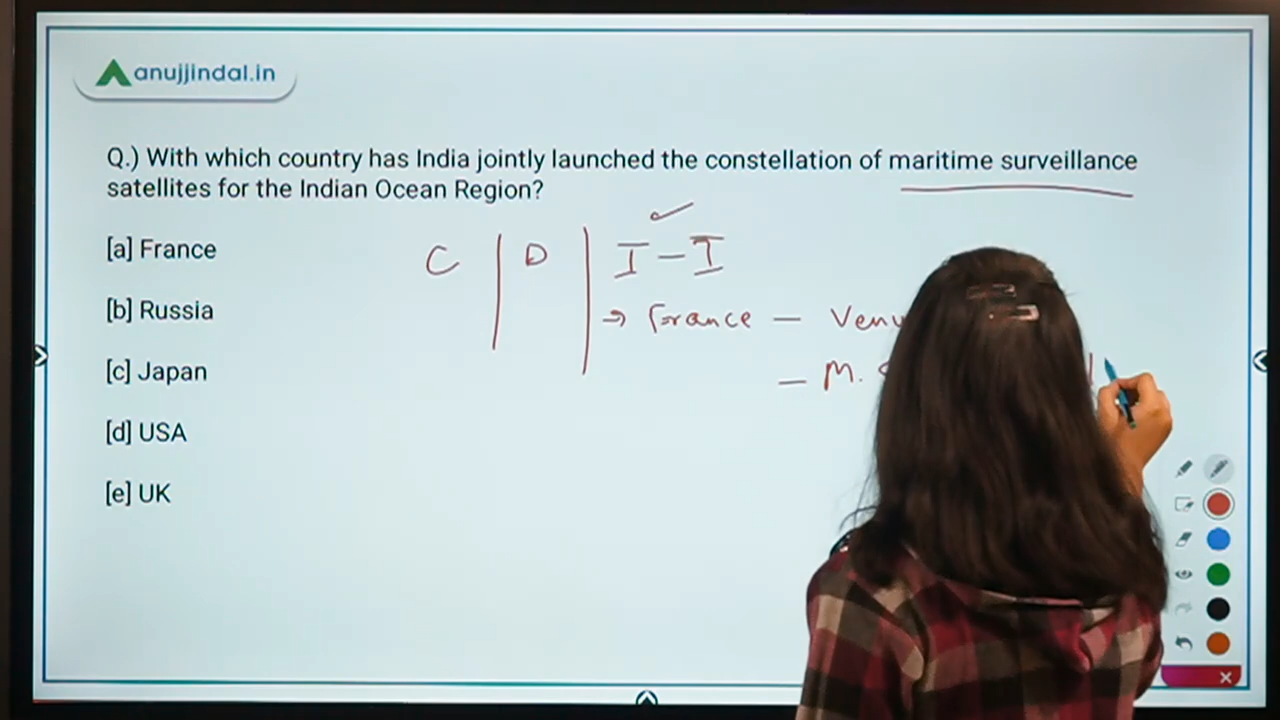 anujjindal.in
Q.) With which country has India jointly launched the constellation of maritime surveillance
satellites for the Indian Ocean Region?
[a] France
[b] Russia
[c] Japan
[d] USA
[e] UK
C | D | I - I
→ France -
- M.